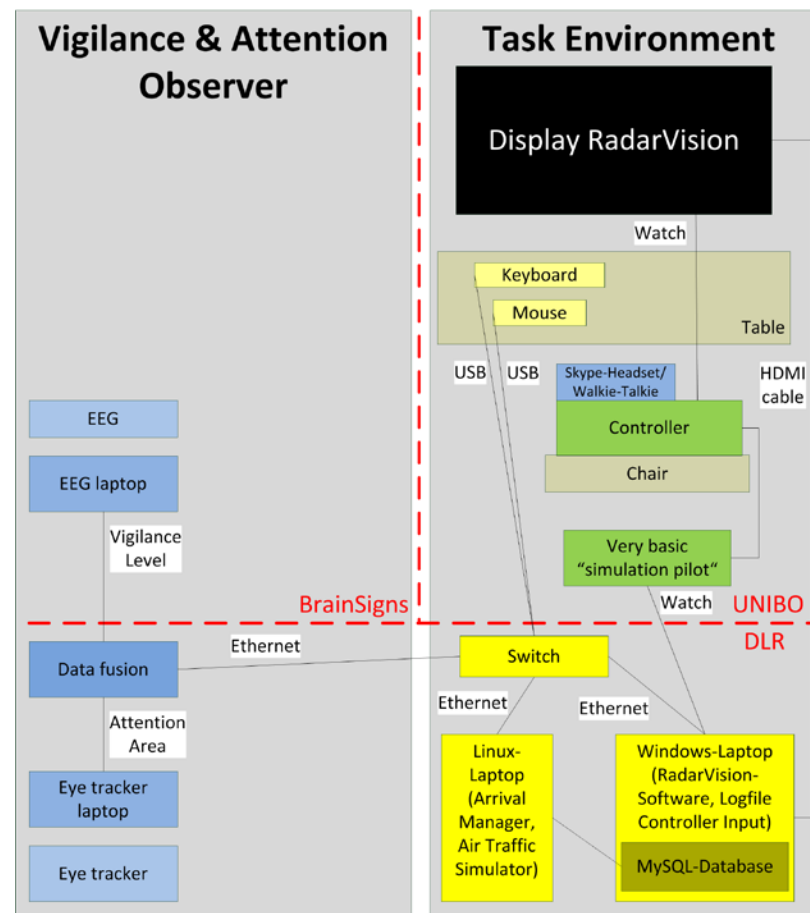 Vigilance & Attention
Observer
EEG
EEG laptop
Vigilance
Level
BrainSigns
Data fusion
Ethernet
Attention
Area
Eye tracker
laptop
Eye tracker
Task Environment
Display RadarVision
Watch
Keyboard
Mouse
Table
USB
USB
Skype-Headset/
Walkie-Talkie
HDMI
cable
Controller
Chair
Very basic
“simulation pilot“
Watch
UNIBO
DLR
Switch
Ethernet
Ethernet
Linux-
Laptop
(Arrival
Manager,
Air Traffic
Simulator)
Windows-Laptop
(RadarVision-
Software, Logfile
Controller Input)
MySQL-Database